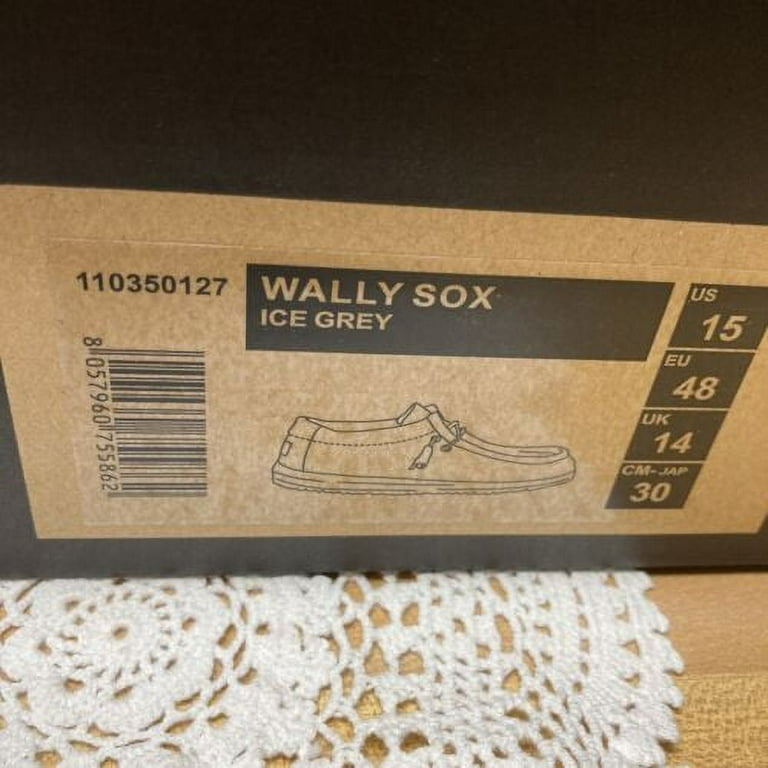 110350127
WALLY SOX
ICE GREY
8 057960 755862
US
15
EU
48
UK
14
CM-JAP
30